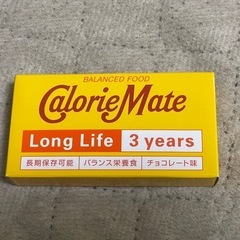 BALANCED FOOD
CalorieMate
Long Life 3 years
長期保存可能 バランス栄養食 チョコレート味